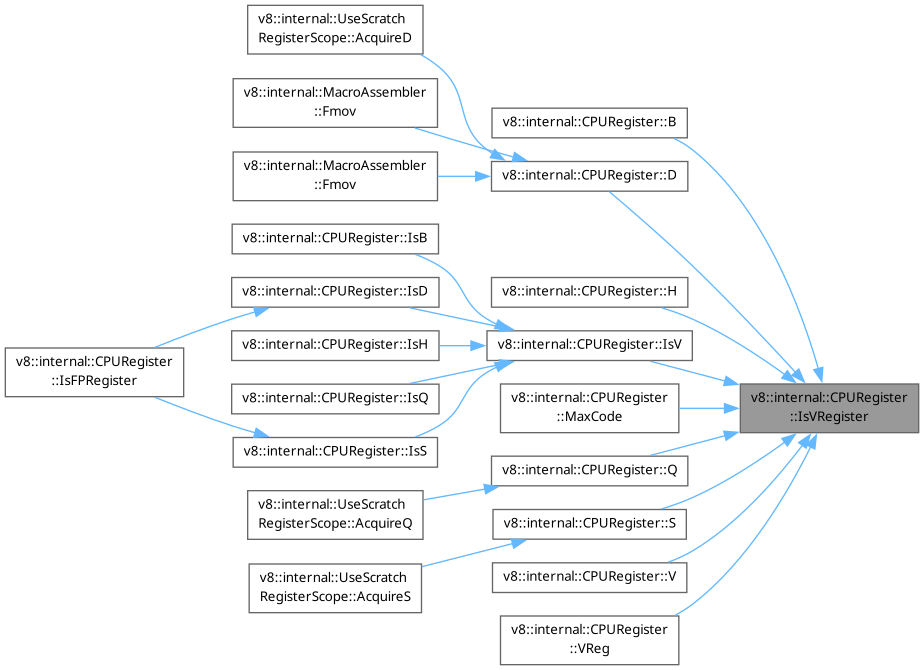 v8::internal::UseScratch
RegisterScope::AcquireD
v8::internal::MacroAssembler
::Fmov
v8::internal::MacroAssembler
::Fmov
v8::internal::CPURegister::IsB
v8::internal::CPURegister::IsD
v8::internal::CPURegister::IsH
v8::internal::CPURegister::IsQ
v8::internal::CPURegister::IsS
v8::internal::CPURegister
::IsFPRegister
v8::internal::UseScratch
RegisterScope::AcquireQ
v8::internal::UseScratch
RegisterScope::AcquireS
v8::internal::CPURegister::B
v8::internal::CPURegister::D
v8::internal::CPURegister::H
v8::internal::CPURegister::IsV
v8::internal::CPURegister
::MaxCode
v8::internal::CPURegister::Q
v8::internal::CPURegister::S
v8::internal::CPURegister::V
v8::internal::CPURegister
::VReg
v8::internal::CPURegister
::IsVRegister